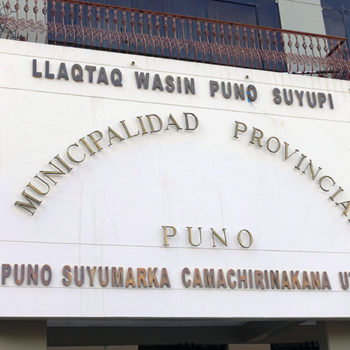 LLAQTAQ WASIN PUNO SUYUPI
MUNICIPALIDAD PROVINCIAL
PUNO
PUNO SUYUMARKA CAMACHIRINAKANA